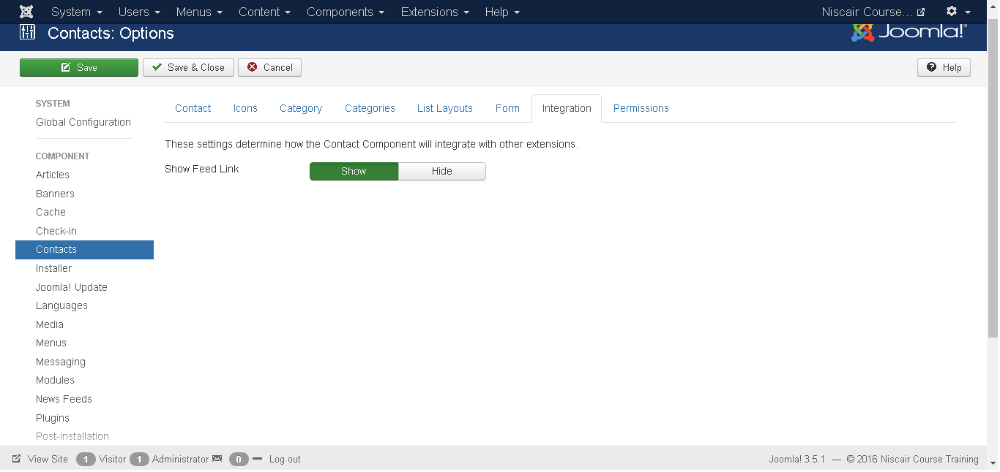 System Users Menus Content Components Extensions Help Niscair Course...
Contacts: Options Joomla!®
Save Save & Close Cancel Help
SYSTEM
Global Configuration
COMPONENT
Articles
Banners
Cache
Check-in
Contacts
Installer
Joomla! Update
Languages
Media
Menus
Messaging
Modules
News Feeds
Plugins
Post-installation
Contact Icons Category Categories List Layouts Form Integration Permissions
These settings determine how the Contact Component will integrate with other extensions.
Show Feed Link Show Hide
View Site 1 Visitor 1 Administrator 0 Log out Joomla! 3.5.1 — © 2016 Niscair Course Training